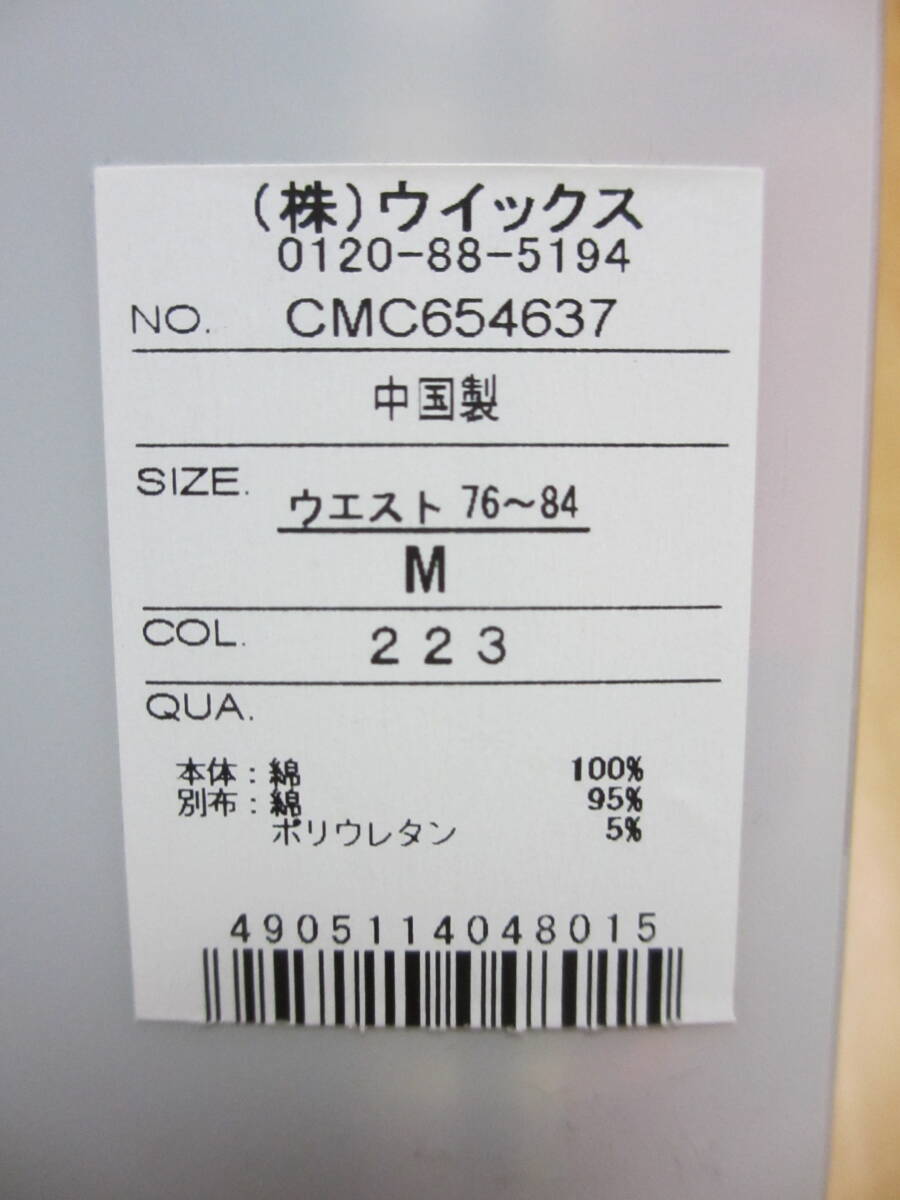 (株)ウイックス
0120-88-5194
NO. CMC654637
中国製
SIZE. ウエスト 76〜84
M
COL. 223
QUA.
本体:綿 100%
別布:綿 95%
ポリウレタン 5%
4905114048015